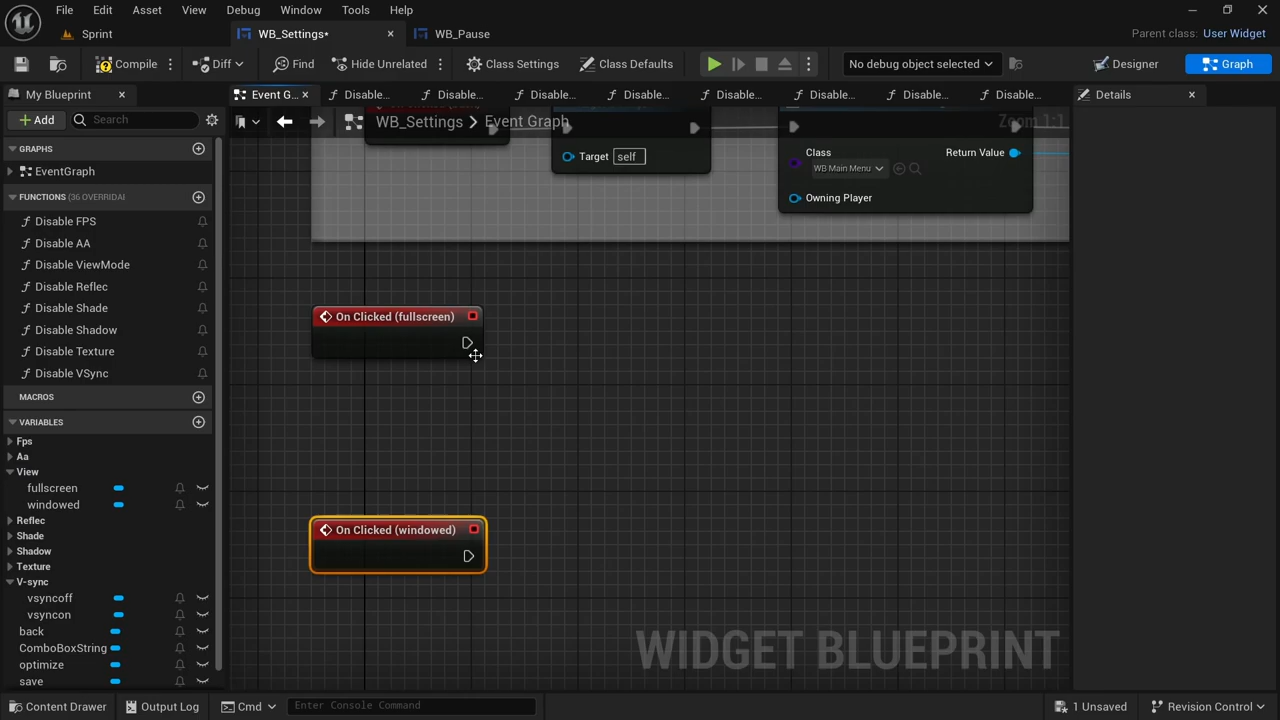 File Edit Asset View Debug Window Tools Help
Sprint WB_Settings* WB_Pause Parent class: User Widget
Compile Diff Find Hide Unrelated Class Settings Class Defaults No debug object selected Designer Graph
My Blueprint Event G... Disable... Disable... Disable... Disable... Disable... Disable... Disable... Disable... Details
Add Search
WB_Settings > Event Graph Zoom 1:1
GRAPHS
EventGraph
FUNCTIONS (36 OVERRIDAI
Disable FPS
Disable AA
Disable ViewMode
Disable Reflec
Disable Shade
Disable Shadow
Disable Texture
Disable VSync
MACROS
VARIABLES
Fps
Aa
View
fullscreen
windowed
Reflec
Shade
Shadow
Texture
V-sync
vsyncoff
vsyncon
back
ComboBoxString
optimize
save
Target self
Class Return Value
WB Main Menu
Owning Player
On Clicked (fullscreen)
On Clicked (windowed)
WIDGET BLUEPRINT
Content Drawer Output Log Cmd Enter Console Command 1 Unsaved Revision Control